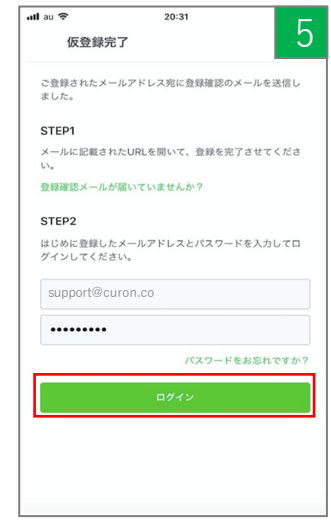 au 20:31
5
仮登録完了
ご登録されたメールアドレス宛に登録確認のメールを送信し
ました。
STEP1
メールに記載されたURLを開いて、登録を完了させてくださ
い。
登録確認メールが届いていませんか？
STEP2
はじめに登録したメールアドレスとパスワードを入力してロ
グインしてください。
support@curon.co
•••••••••
パスワードをお忘れですか？
ログイン